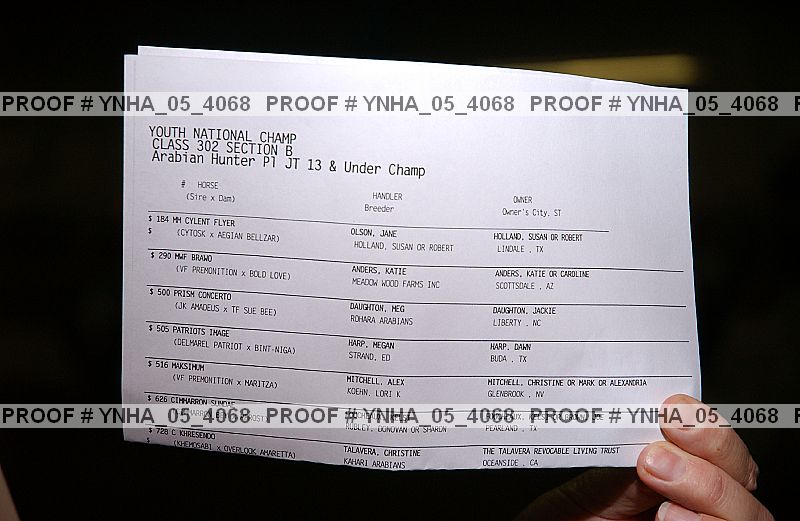 PROOF # YNHA_05_4068 PROOF # YNHA_05_4068 PROOF # YNHA_05_4068
YOUTH NATIONAL CHAMP
CLASS 302 SECTION B
Arabian Hunter Pl JT 13 & Under Champ
# HORSE HANDLER OWNER
(Sire x Dam) Breeder Owner's City, ST
$ 184 MH CYLENT FLYER OLSON, JANE HOLLAND, SUSAN OR ROBERT
$ (CYTOSK x AEGIAN BELLZAR) HOLLAND, SUSAN OR ROBERT LINDALE , TX
$ 290 MWF BRAWO ANDERS, KATIE ANDERS, KATIE OR CAROLINE
(VF PREMONITION x BOLD LOVE) MEADOW WOOD FARMS INC SCOTTSDALE , AZ
$ 500 PRISM CONCERTO DAUGHTON, MEG DAUGHTON, JACKIE
(JK AMADEUS x TF SUE BEE) ROHARA ARABIANS LIBERTY , NC
$ 505 PATRIOTS IMAGE HARP, MEGAN HARP, DAWN
(DELMAREL PATRIOT x BINT-NIGA) STRAND, ED BUDA , TX
$ 516 MAKSIMUM MITCHELL, ALEX MITCHELL, CHRISTINE OR MARK OR ALEXANDRIA
(VF PREMONITION x MARITZA) KOEHN, LORI K GLENBROOK , NV
$ 626 CIMMARRON SUNDAE
PROOF # YNHA_05_4068 PROOF # YNHA_05_4068 PROOF # YNHA_05_4068
NOBLEY, DONOVAN OR SHARON PEARLAND , TX
$ 728 C KHRESENDO TALAVERA, CHRISTINE THE TALAVERA REVOCABLE LIVING TRUST
$ (KHEMOSABI x OVERLOOK AMARETTA) KAHARI ARABIANS OCEANSIDE , CA